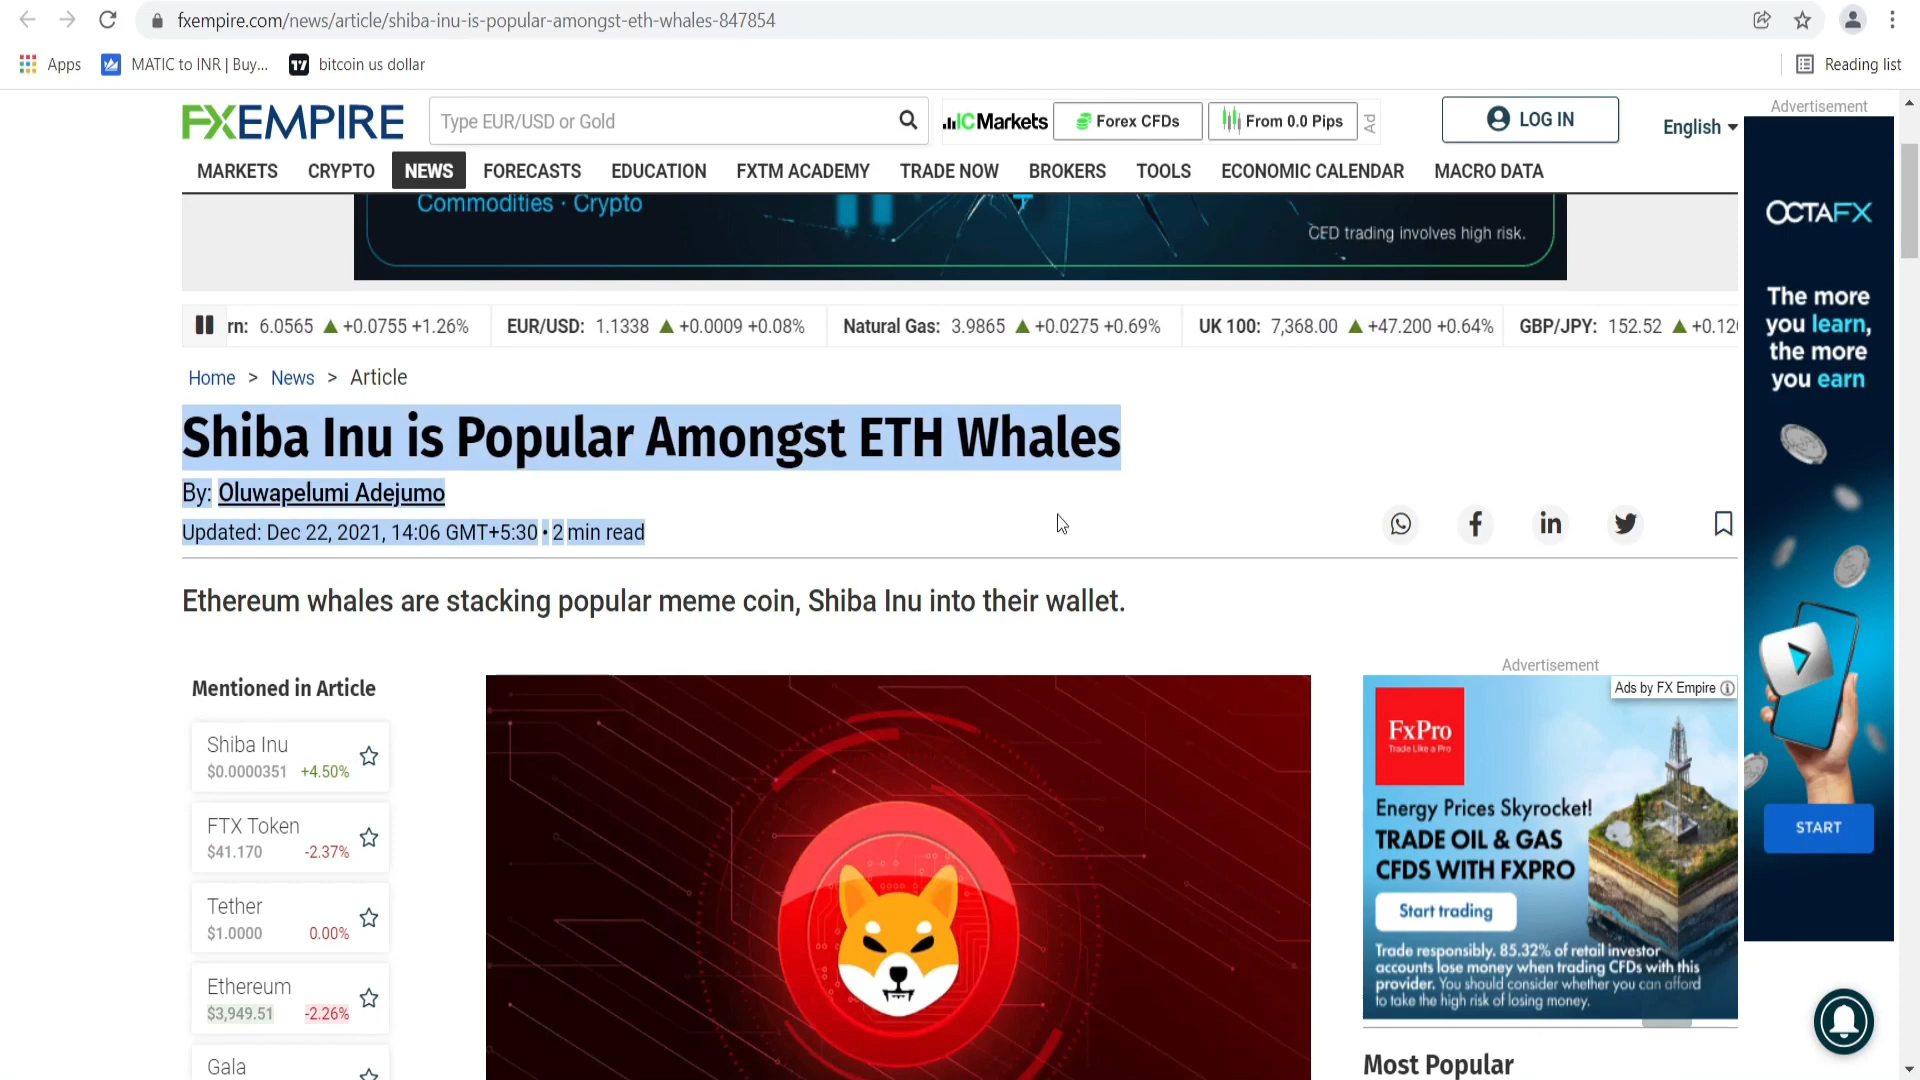 fxempire.com/news/article/shiba-inu-is-popular-amongst-eth-whales-847854
Apps MATIC to INR | Buy... bitcoin us dollar Reading list
FXEMPIRE Type EUR/USD or Gold ICMarkets Forex CFDs From 0.0 Pips Ad LOG IN English
Advertisement
MARKETS CRYPTO NEWS FORECASTS EDUCATION FXTM ACADEMY TRADE NOW BROKERS TOOLS ECONOMIC CALENDAR MACRO DATA
Commodities · Crypto
CFD trading involves high risk.
rn: 6.0565 ▲ +0.0755 +1.26% EUR/USD: 1.1338 ▲ +0.0009 +0.08% Natural Gas: 3.9865 ▲ +0.0275 +0.69% UK 100: 7,368.00 ▲ +47.200 +0.64% GBP/JPY: 152.52 ▲ +0.120
Home > News > Article
Shiba Inu is Popular Amongst ETH Whales
By: Oluwapelumi Adejumo
Updated: Dec 22, 2021, 14:06 GMT+5:30 • 2 min read
Ethereum whales are stacking popular meme coin, Shiba Inu into their wallet.
Mentioned in Article
Shiba Inu
$0.0000351 +4.50%
FTX Token
$41.170 -2.37%
Tether
$1.0000 0.00%
Ethereum
$3,949.51 -2.26%
Gala
Advertisement
Ads by FX Empire
FxPro
Trade Like a Pro
Energy Prices Skyrocket!
TRADE OIL & GAS
CFDS WITH FXPRO
Start trading
Trade responsibly. 85.32% of retail investor
accounts lose money when trading CFDs with this
provider. You should consider whether you can afford
to take the high risk of losing money.
Most Popular
OCTAFX
The more
you learn,
the more
you earn
START